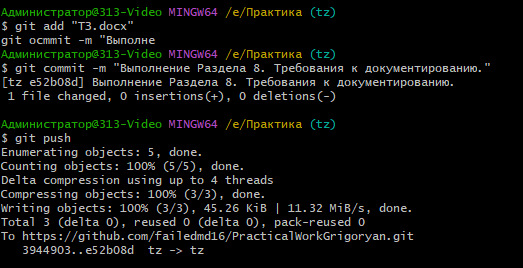 Администратор@313-Video MINGW64 /e/Практика (tz)
$ git add "ТЗ.docx"
git ocmmit -m "Выполне
Администратор@313-Video MINGW64 /e/Практика (tz)
$ git commit -m "Выполнение Раздела 8. Требования к документированию."
[tz e52b08d] Выполнение Раздела 8. Требования к документированию.
 1 file changed, 0 insertions(+), 0 deletions(-)
Администратор@313-Video MINGW64 /e/Практика (tz)
$ git push
Enumerating objects: 5, done.
Counting objects: 100% (5/5), done.
Delta compression using up to 4 threads
Compressing objects: 100% (3/3), done.
Writing objects: 100% (3/3), 45.26 KiB | 11.32 MiB/s, done.
Total 3 (delta 0), reused 0 (delta 0), pack-reused 0
To https://github.com/failedmd16/PracticalWorkGrigoryan.git
   3944903..e52b08d  tz -> tz